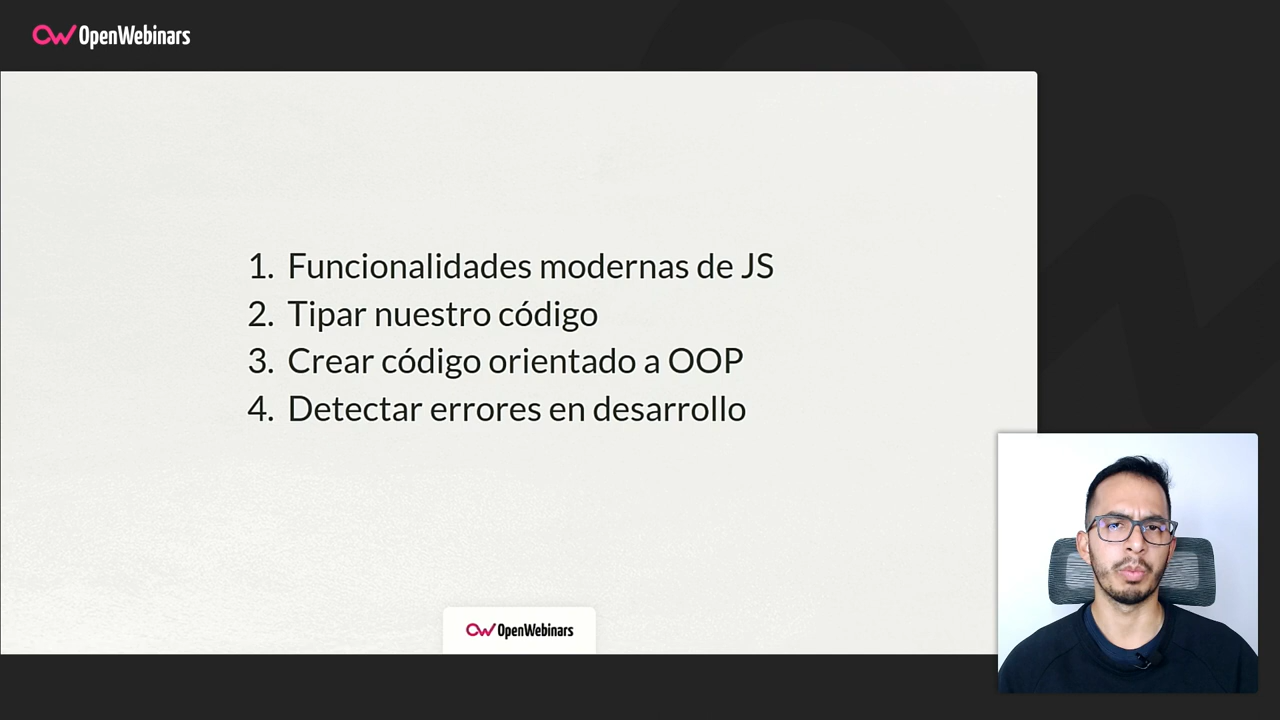 OpenWebinars
1. Funcionalidades modernas de JS
2. Tipar nuestro código
3. Crear código orientado a OOP
4. Detectar errores en desarrollo
OpenWebinars